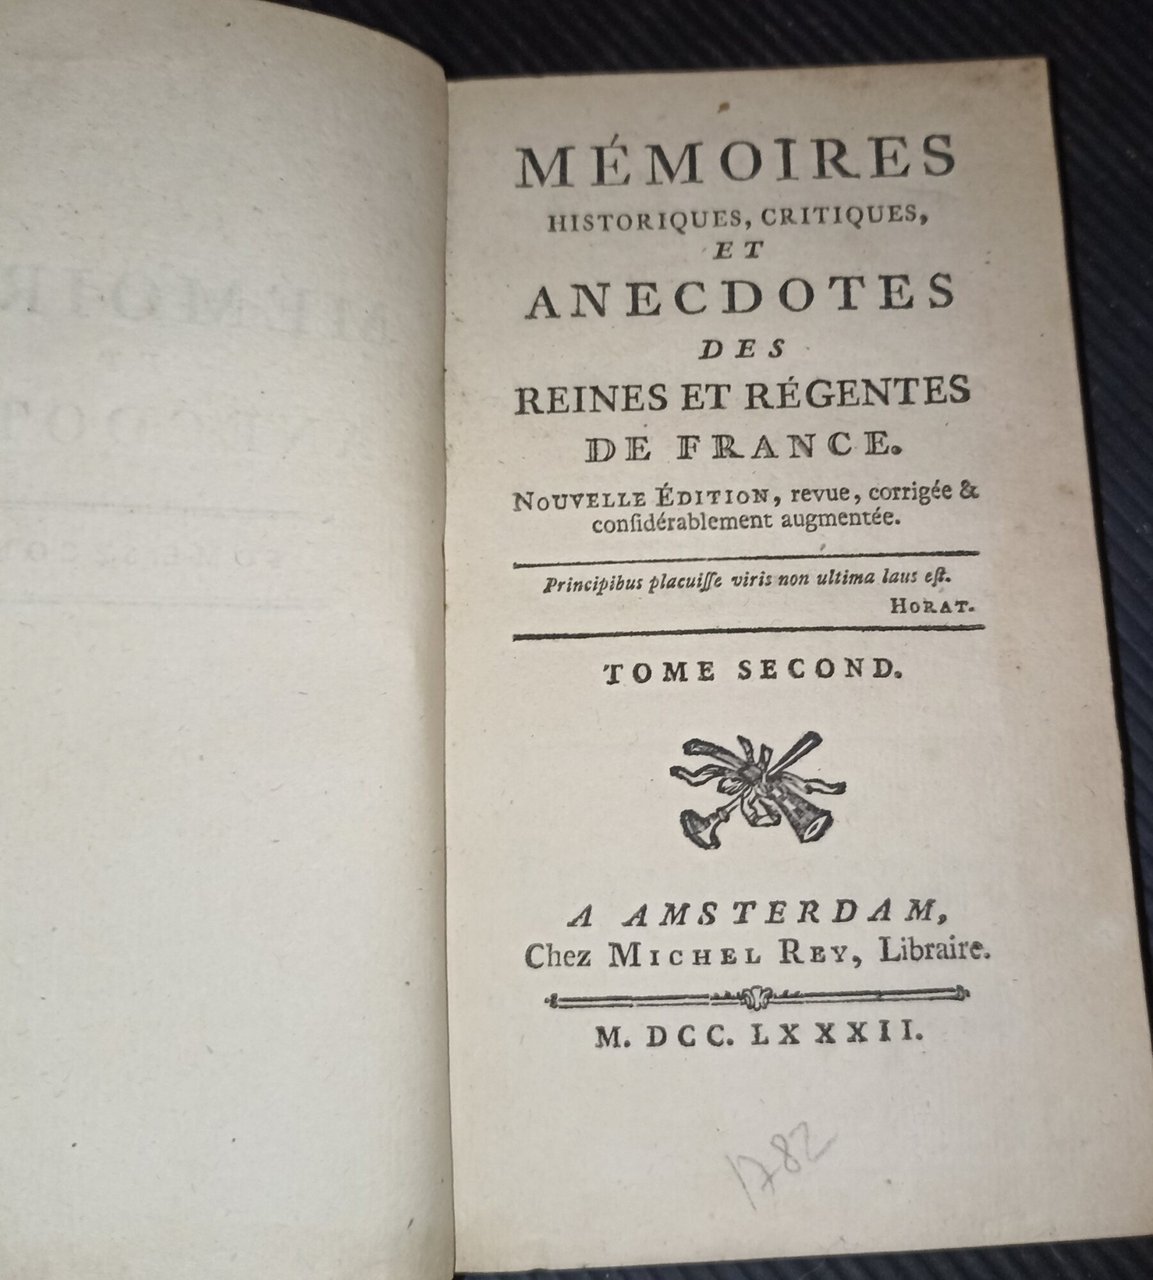 MÉMOIRES
HISTORIQUES, CRITIQUES,
ET
ANECDOTES
DES
REINES ET RÉGENTES
DE FRANCE.
NOUVELLE ÉDITION, revue, corrigée &
conſidérablement augmentée.
Principibus placuiſſe viris non ultima laus eſt.
HORAT.
TOME SECOND.
A AMSTERDAM,
Chez MICHEL REY, Libraire.
M. DCC. LXXXII.
1782